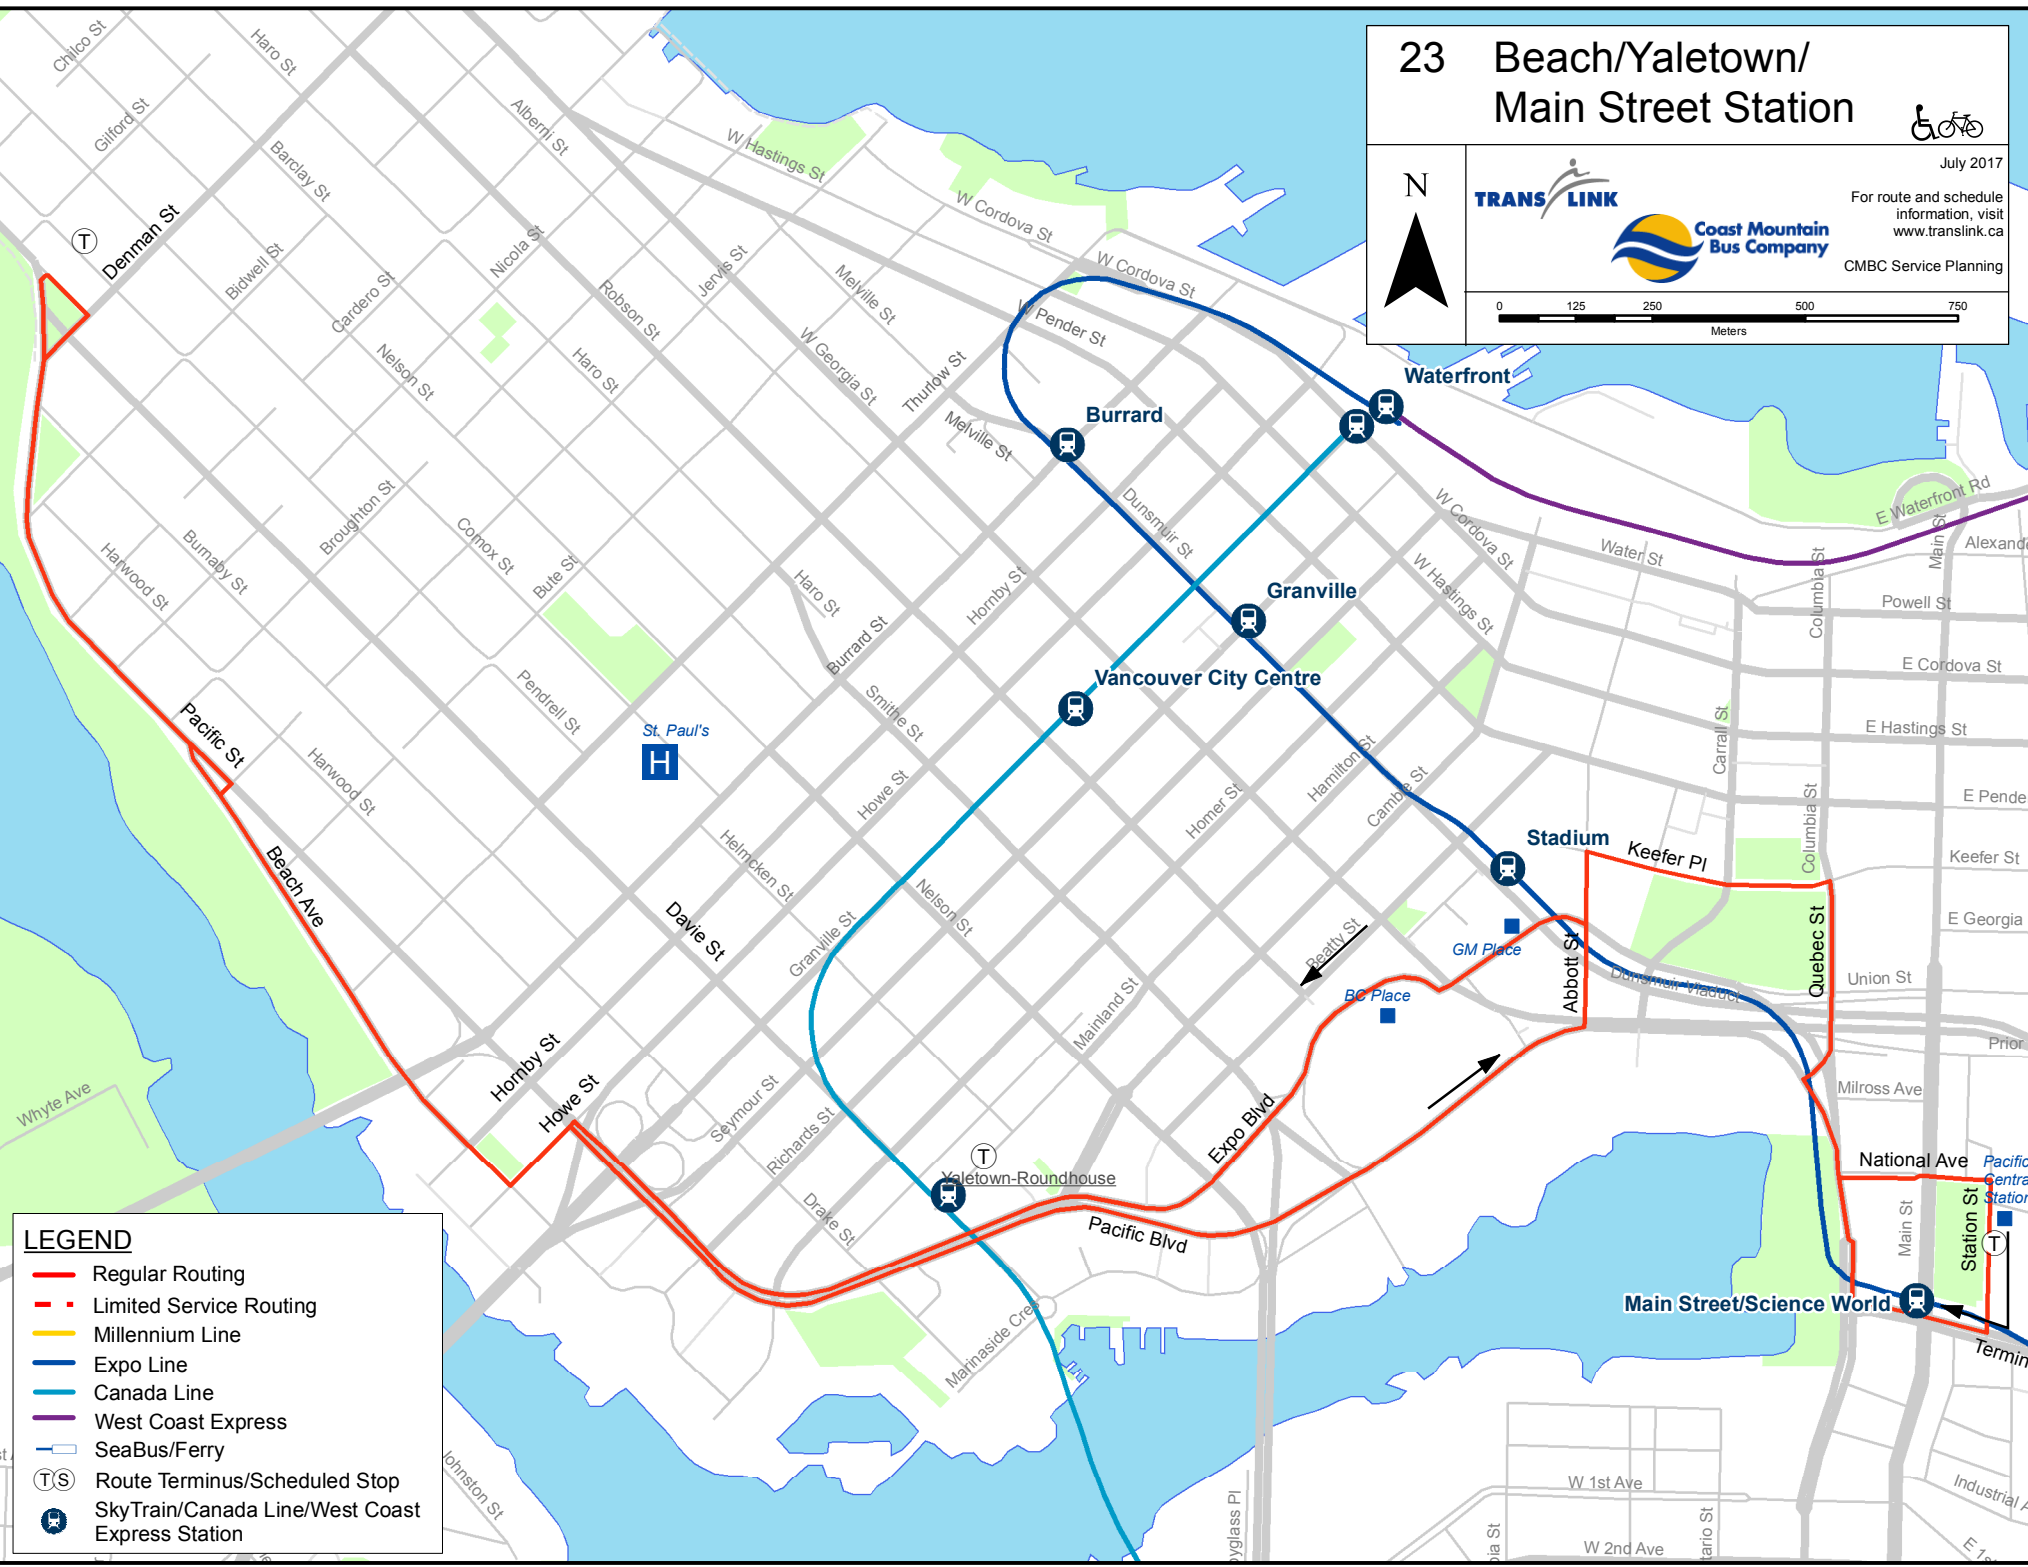 23 Beach/Yaletown/
Main Street Station
N
TRANS LINK
Coast Mountain
Bus Company
July 2017
For route and schedule
information, visit
www.translink.ca
CMBC Service Planning
0 125 250 500 750
Meters
Chilco St
Haro St
Gilford St
Alberni St
W Hastings St
Barclay St
Denman St
T
W Cordova St
Nicola St
Jervis St
Bidwell St
Cardero St
Melville St
W Cordova St
Robson St
W Pender St
Nelson St
Haro St
W Georgia St
Thurlow St
Waterfront
Burrard
Melville St
Dunsmuir St
W Cordova St
E Waterfront Rd
Broughton St
Comox St
Burnaby St
Harwood St
Bute St
Water St
Columbia St
Main St
Haro St
Hornby St
W Hastings St
Granville
Powell St
Burrard St
Vancouver City Centre
E Cordova St
Pendrell St
Smithe St
Pacific St
St. Paul's
H
Carrall St
E Hastings St
Harwood St
Howe St
Homer St
Hamilton St
Cambie St
Columbia St
Stadium
Keefer Pl
Keefer St
Beach Ave
Helmcken St
Nelson St
Davie St
Granville St
Beatty St
GM Place
Abbott St
Quebec St
E Georgia
Union St
Dunsmuir Viaduct
BC Place
Mainland St
Prior
Whyte Ave
Hornby St
Howe St
Seymour St
Richards St
Expo Blvd
Milross Ave
T
Yaletown-Roundhouse
National Ave
Pacific
Station
Drake St
Pacific Blvd
Main St
Station St
T
Main Street/Science World
Marinaside Cres
LEGEND
Regular Routing
Limited Service Routing
Millennium Line
Expo Line
Canada Line
West Coast Express
SeaBus/Ferry
T S Route Terminus/Scheduled Stop
SkyTrain/Canada Line/West Coast
Express Station
Johnston St
W 1st Ave
W 2nd Ave